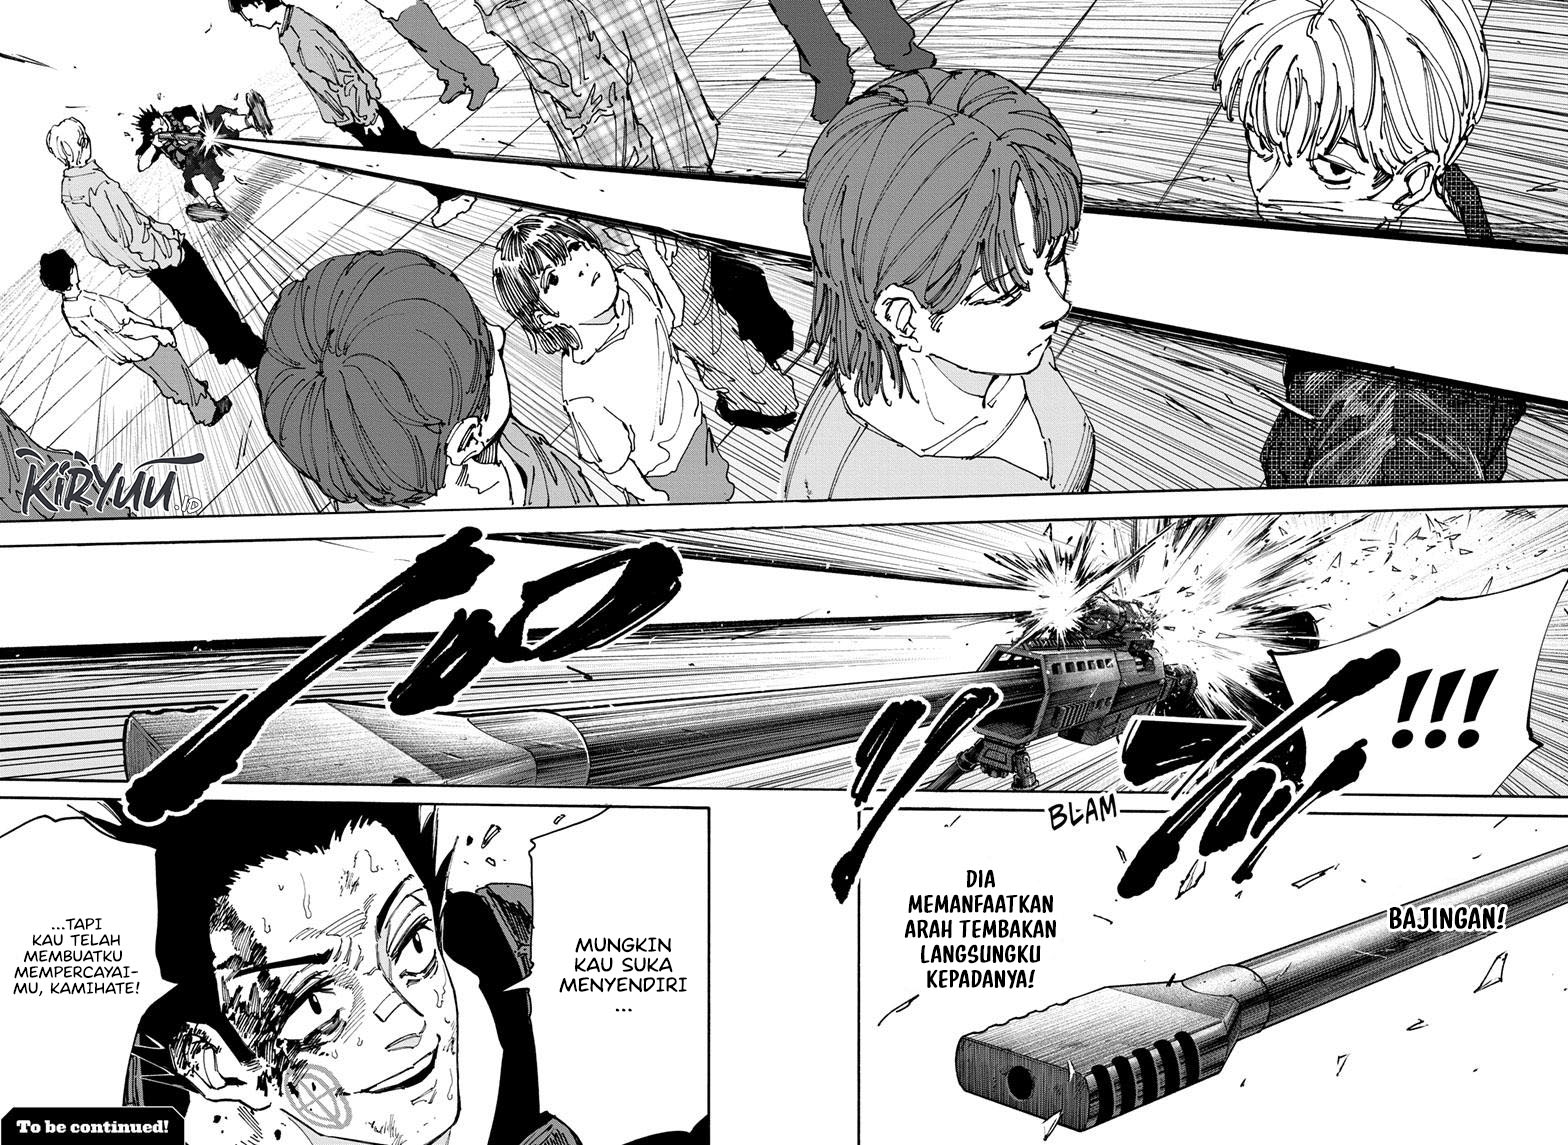 KIRYUU
.ID
!!!
BLAM
BAJINGAN!
DIA
MEMANFAATKAN
ARAH TEMBAKAN
LANGSUNGKU
KEPADANYA!
MUNGKIN
KAU SUKA
MENYENDIRI
...
...TAPI
KAU TELAH
MEMBUATKU
MEMPERCAYAI-
MU, KAMIHATE!
To be continued!